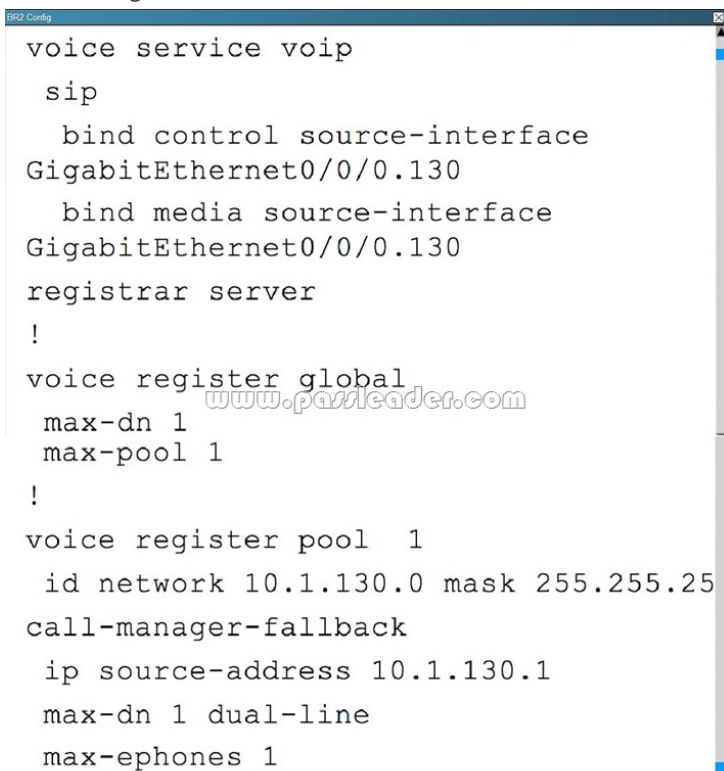 BR2 Config
voice service voip
sip
bind control source-interface
GigabitEthernet0/0/0.130
bind media source-interface
GigabitEthernet0/0/0.130
registrar server
!
voice register global
www.passleader.com
max-dn 1
max-pool 1
!
voice register pool 1
id network 10.1.130.0 mask 255.255.25
call-manager-fallback
ip source-address 10.1.130.1
max-dn 1 dual-line
max-ephones 1